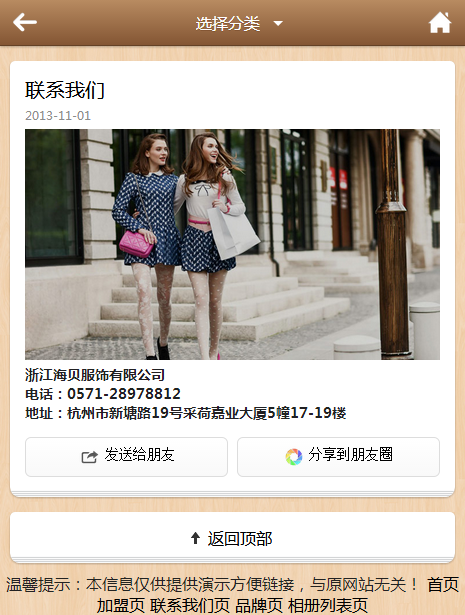 选择分类
联系我们
2013-11-01
浙江海贝服饰有限公司
电话：0571-28978812
地址：杭州市新塘路19号采荷嘉业大厦5幢17-19楼
发送给朋友
分享到朋友圈
返回顶部
温馨提示：本信息仅供提供演示方便链接，与原网站无关！ 首页
加盟页 联系我们页 品牌页 相册列表页